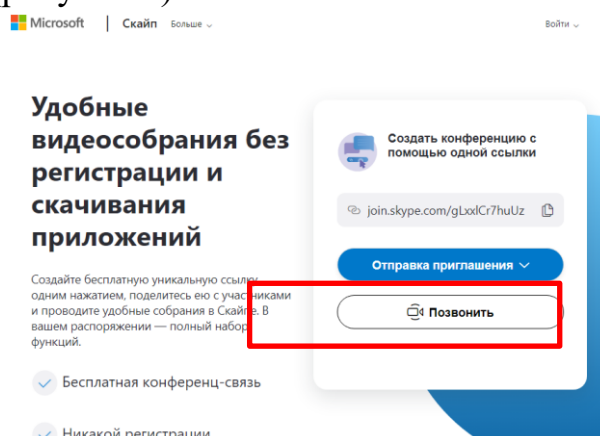 Microsoft | Скайп Больше Войти
Удобные
видеособрания без
регистрации и
скачивания
приложений
Создайте бесплатную уникальную ссылку
одним нажатием, поделитесь ею с участниками
и проводите удобные собрания в Скайпе. В
вашем распоряжении — полный набор
функций.
Бесплатная конференц-связь
Никакой регистрации
Создать конференцию с
помощью одной ссылки
join.skype.com/gLxxlCr7huUz
Отправка приглашения
Позвонить